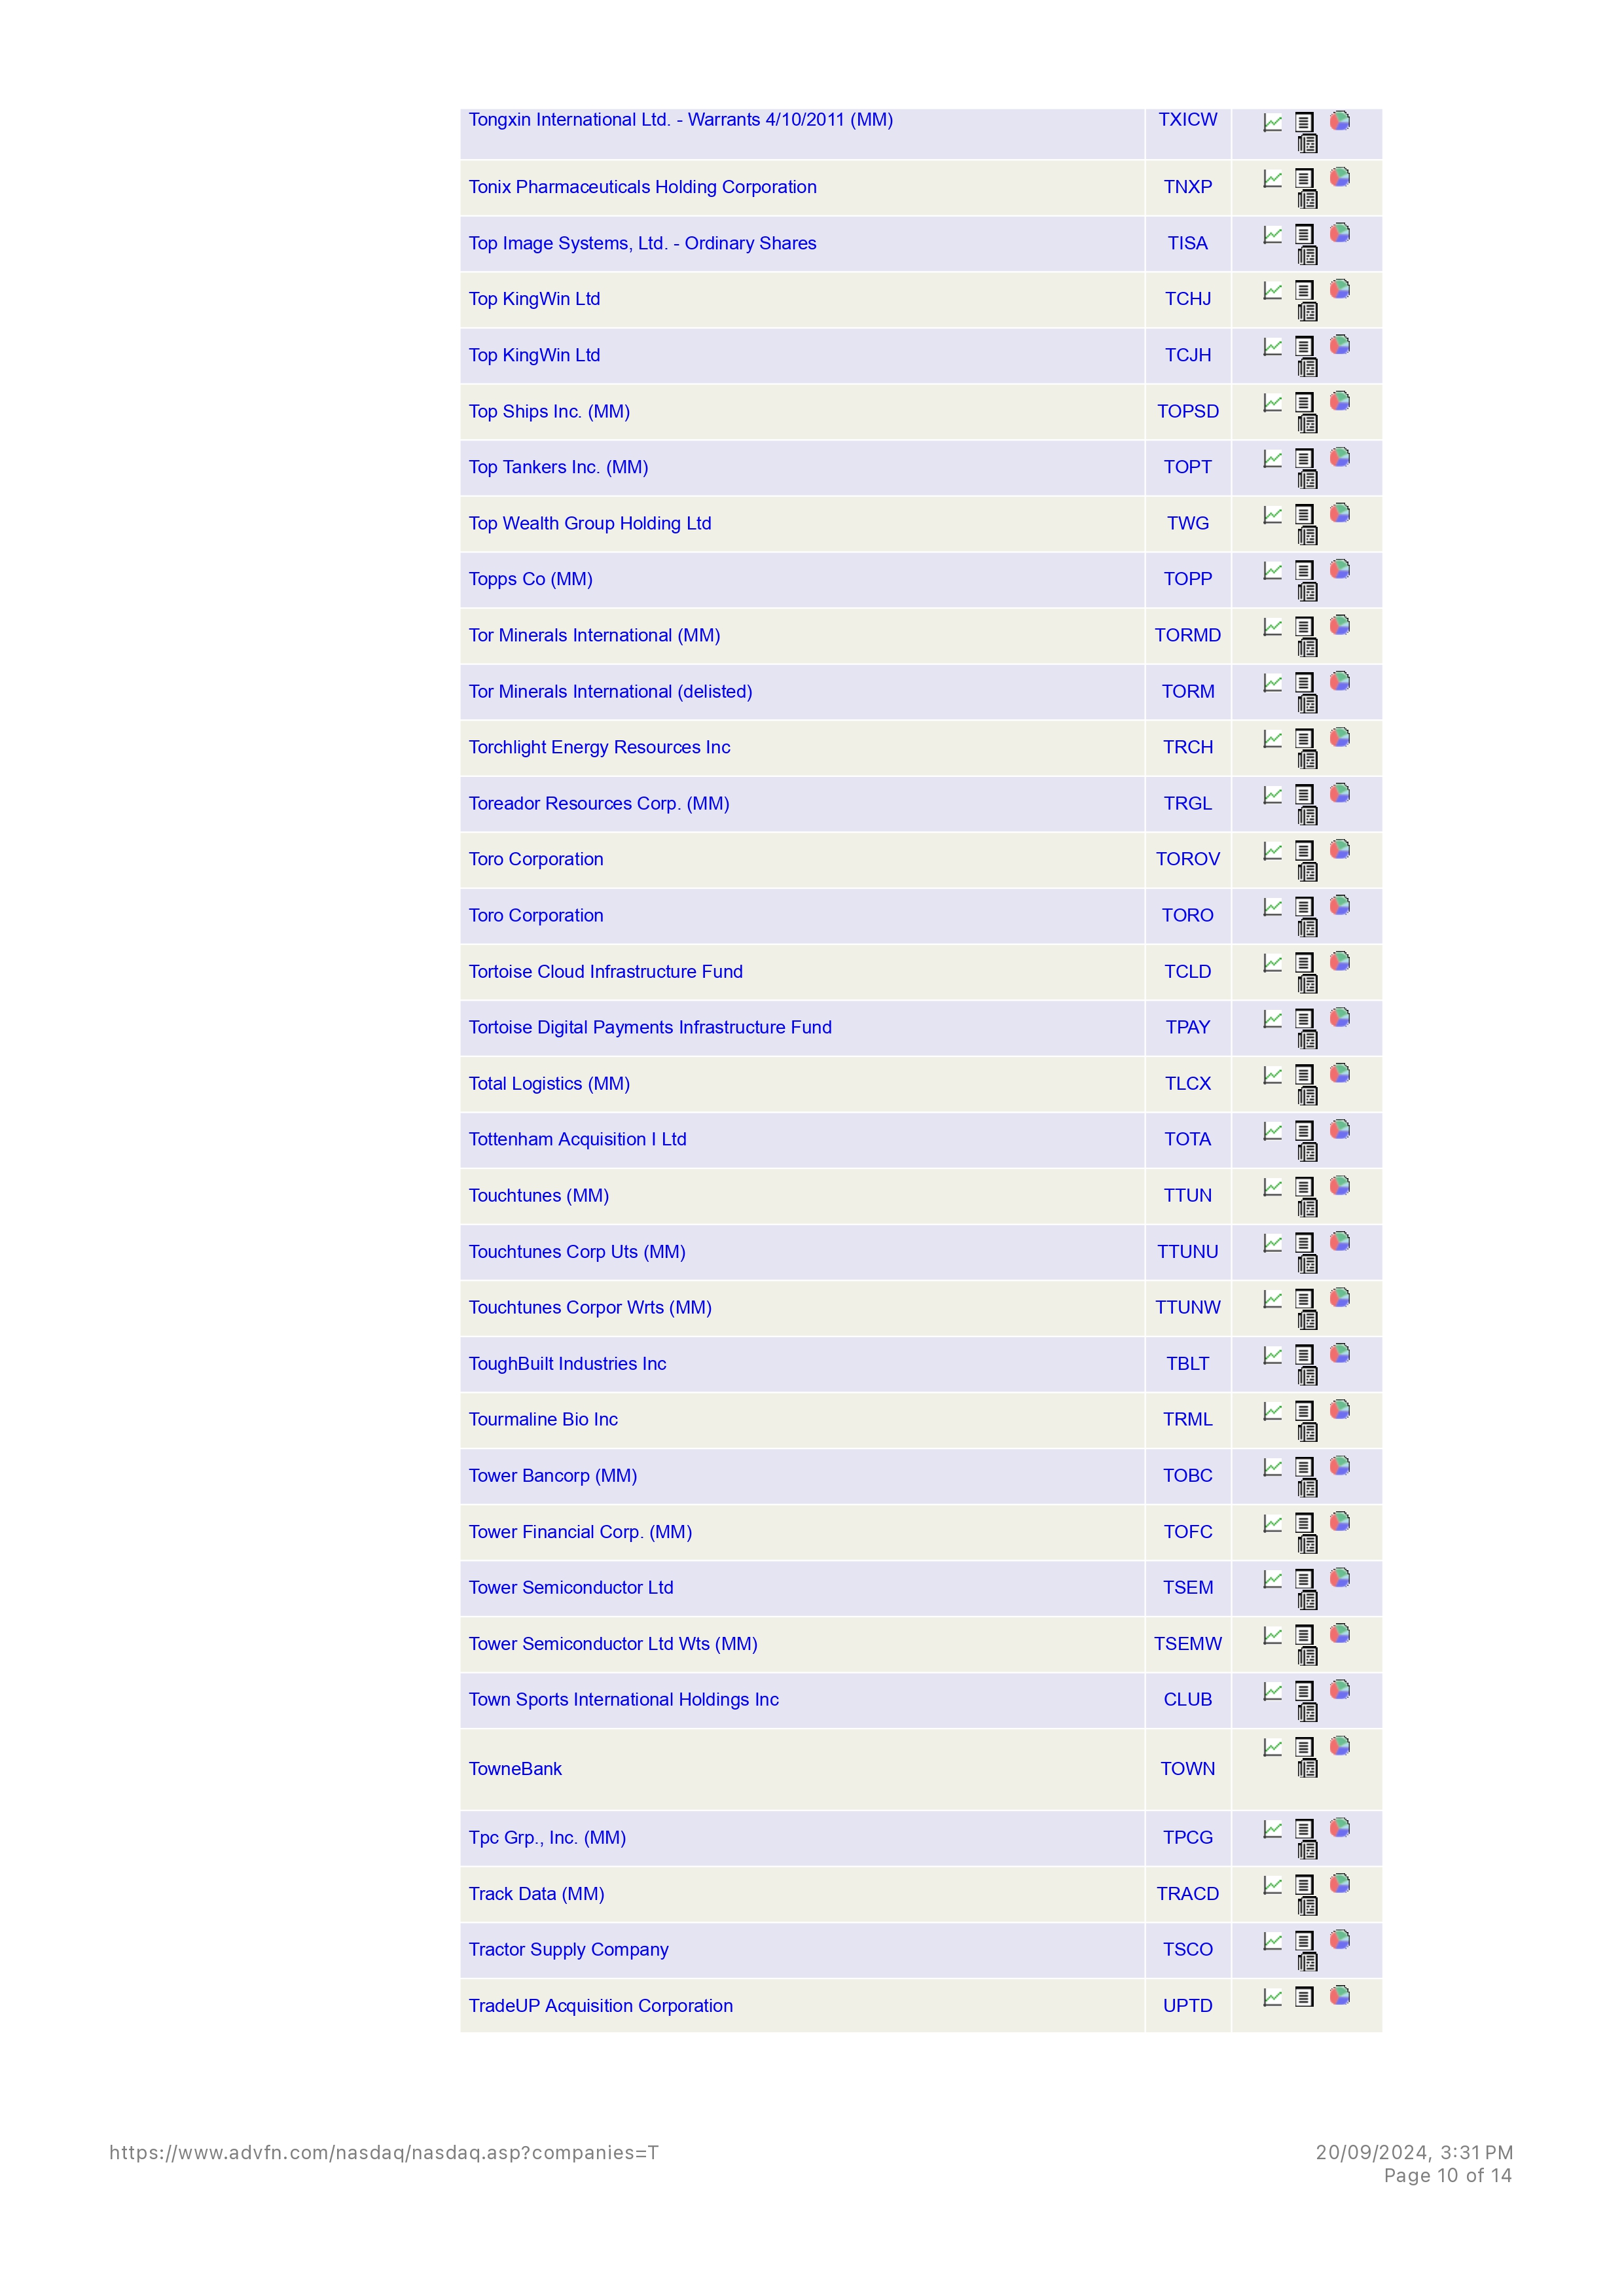 Tongxin International Ltd. - Warrants 4/10/2011 (MM) TXICW
Tonix Pharmaceuticals Holding Corporation TNXP
Top Image Systems, Ltd. - Ordinary Shares TISA
Top KingWin Ltd TCHJ
Top KingWin Ltd TCJH
Top Ships Inc. (MM) TOPSD
Top Tankers Inc. (MM) TOPT
Top Wealth Group Holding Ltd TWG
Topps Co (MM) TOPP
Tor Minerals International (MM) TORMD
Tor Minerals International (delisted) TORM
Torchlight Energy Resources Inc TRCH
Toreador Resources Corp. (MM) TRGL
Toro Corporation TOROV
Toro Corporation TORO
Tortoise Cloud Infrastructure Fund TCLD
Tortoise Digital Payments Infrastructure Fund TPAY
Total Logistics (MM) TLCX
Tottenham Acquisition I Ltd TOTA
Touchtunes (MM) TTUN
Touchtunes Corp Uts (MM) TTUNU
Touchtunes Corpor Wrts (MM) TTUNW
ToughBuilt Industries Inc TBLT
Tourmaline Bio Inc TRML
Tower Bancorp (MM) TOBC
Tower Financial Corp. (MM) TOFC
Tower Semiconductor Ltd TSEM
Tower Semiconductor Ltd Wts (MM) TSEMW
Town Sports International Holdings Inc CLUB
TowneBank TOWN
Tpc Grp., Inc. (MM) TPCG
Track Data (MM) TRACD
Tractor Supply Company TSCO
TradeUP Acquisition Corporation UPTD
https://www.advfn.com/nasdaq/nasdaq.asp?companies=T 20/09/2024, 3:31 PM
Page 10 of 14